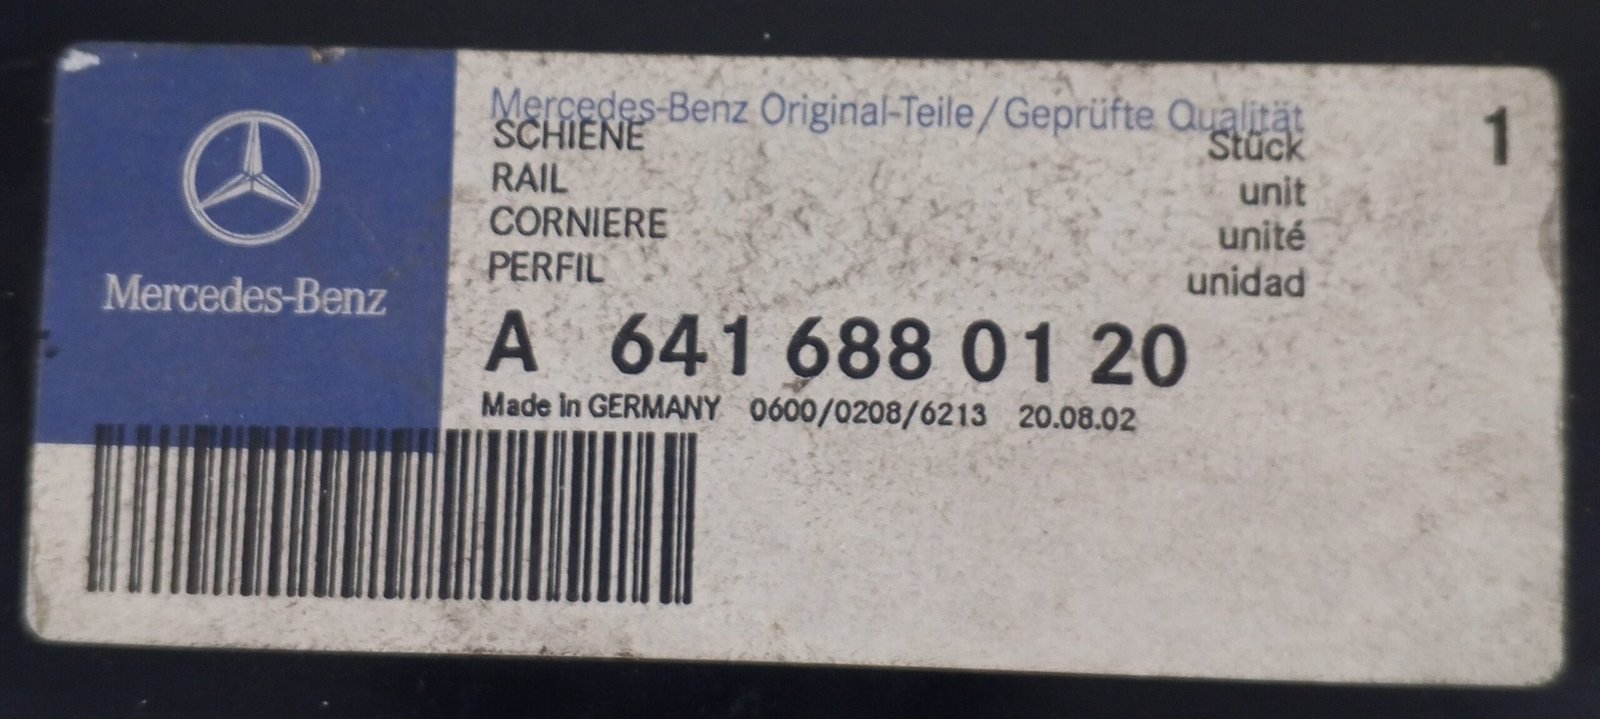 Mercedes-Benz
Mercedes-Benz Original-Teile/Geprüfte Qualität
SCHIENE Stück 1
RAIL unit
CORNIERE unité
PERFIL unidad
A 641 688 01 20
Made in GERMANY 0600/0208/6213 20.08.02